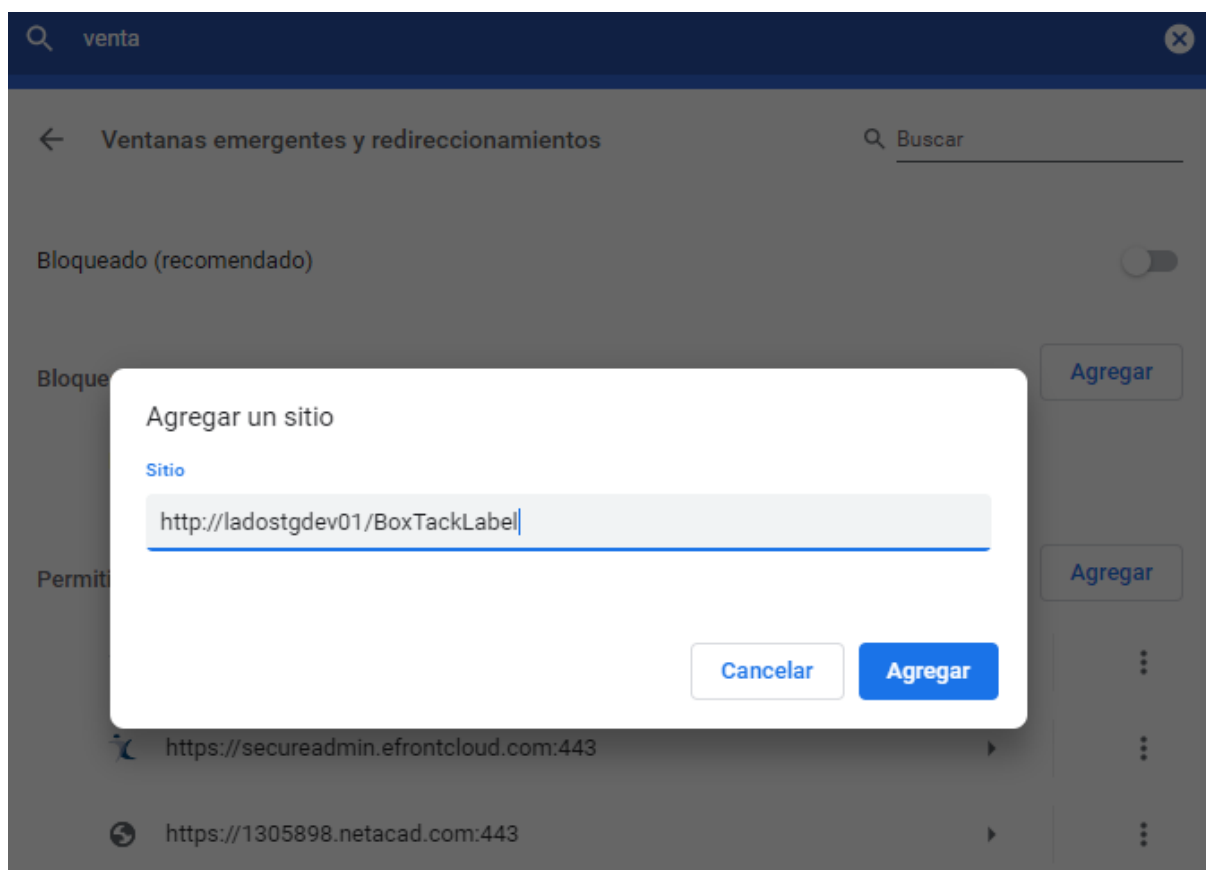 venta
Ventanas emergentes y redireccionamientos
Buscar
Bloqueado (recomendado)
Bloque
Agregar
Agregar un sitio
Sitio
http://ladostgdev01/BoxTackLabel
Permiti
Agregar
Cancelar
Agregar
https://secureadmin.efrontcloud.com:443
https://1305898.netacad.com:443